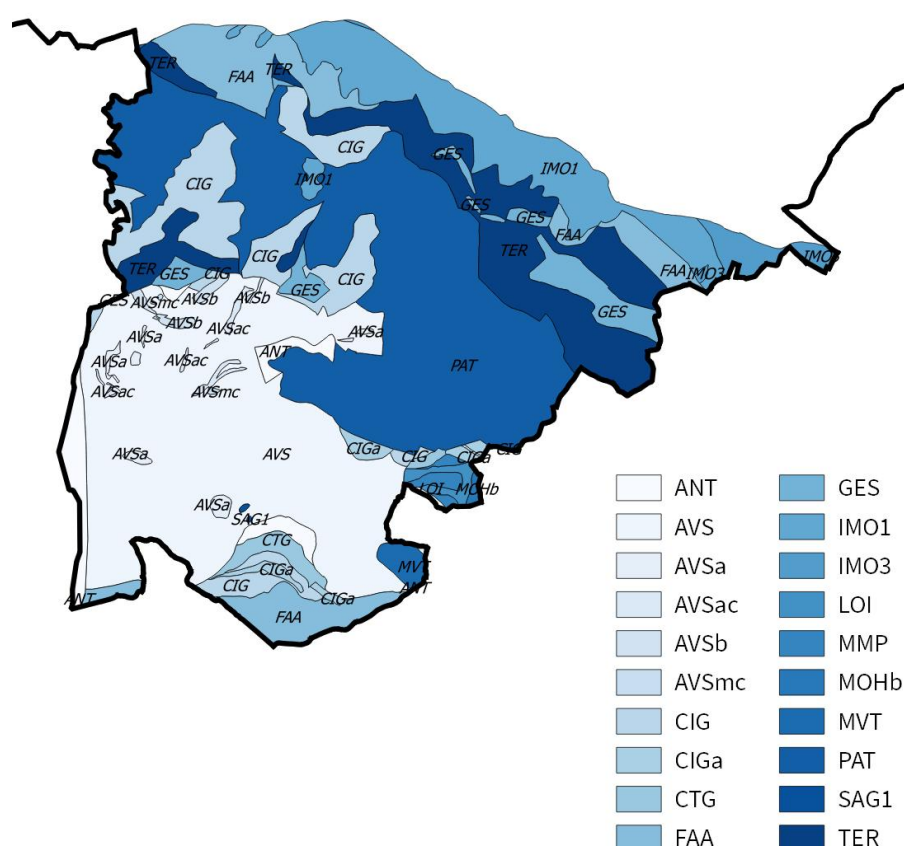 TER
FAA
TER
CIG
GES
IMO1
CIG
IMO1
GES
GES
FAA
TER
CIG
CIG
FAA
IMO3
IMO3
TER
GES
CIG
GES
GES
GES
AVSmc
AVSb
AVSb
AVSb
AVSac
AVSa
AVSa
ANT
AVSa
AVSac
PAT
AVSac
AVSmc
AVSa
AVS
CIGa
CIG
CIGa
CIG
LOI
MOHb
AVSa
SAG1
CTG
CIGa
MVT
CIG
ANT
CIGa
ANT
FAA
ANT
AVS
AVSa
AVSac
AVSb
AVSmc
CIG
CIGa
CTG
FAA
GES
IMO1
IMO3
LOI
MMP
MOHb
MVT
PAT
SAG1
TER